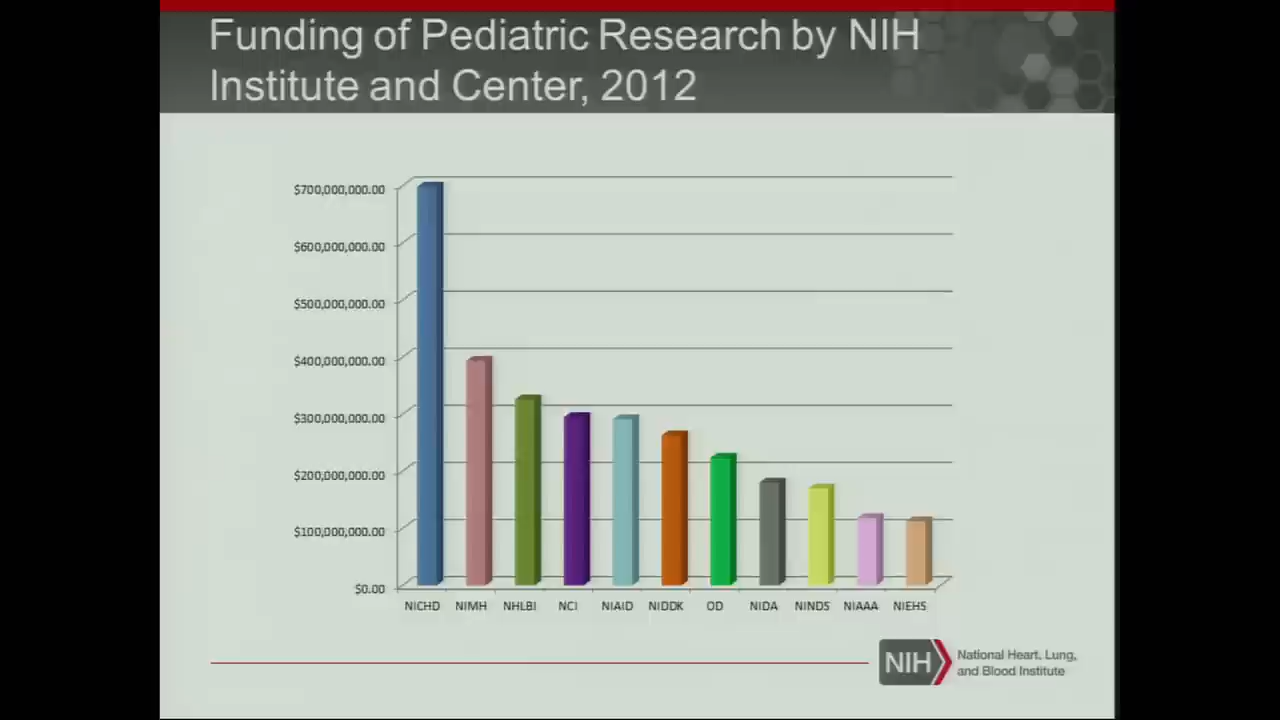 Funding of Pediatric Research by NIH
Institute and Center, 2012
$700,000,000.00
$600,000,000.00
$500,000,000.00
$400,000,000.00
$300,000,000.00
$200,000,000.00
$100,000,000.00
$0.00
NICHD NIMH NHLBI NCI NIAID NIDDK OD NIDA NINDS NIAAA NIEHS
NIH
National Heart, Lung,
and Blood Institute